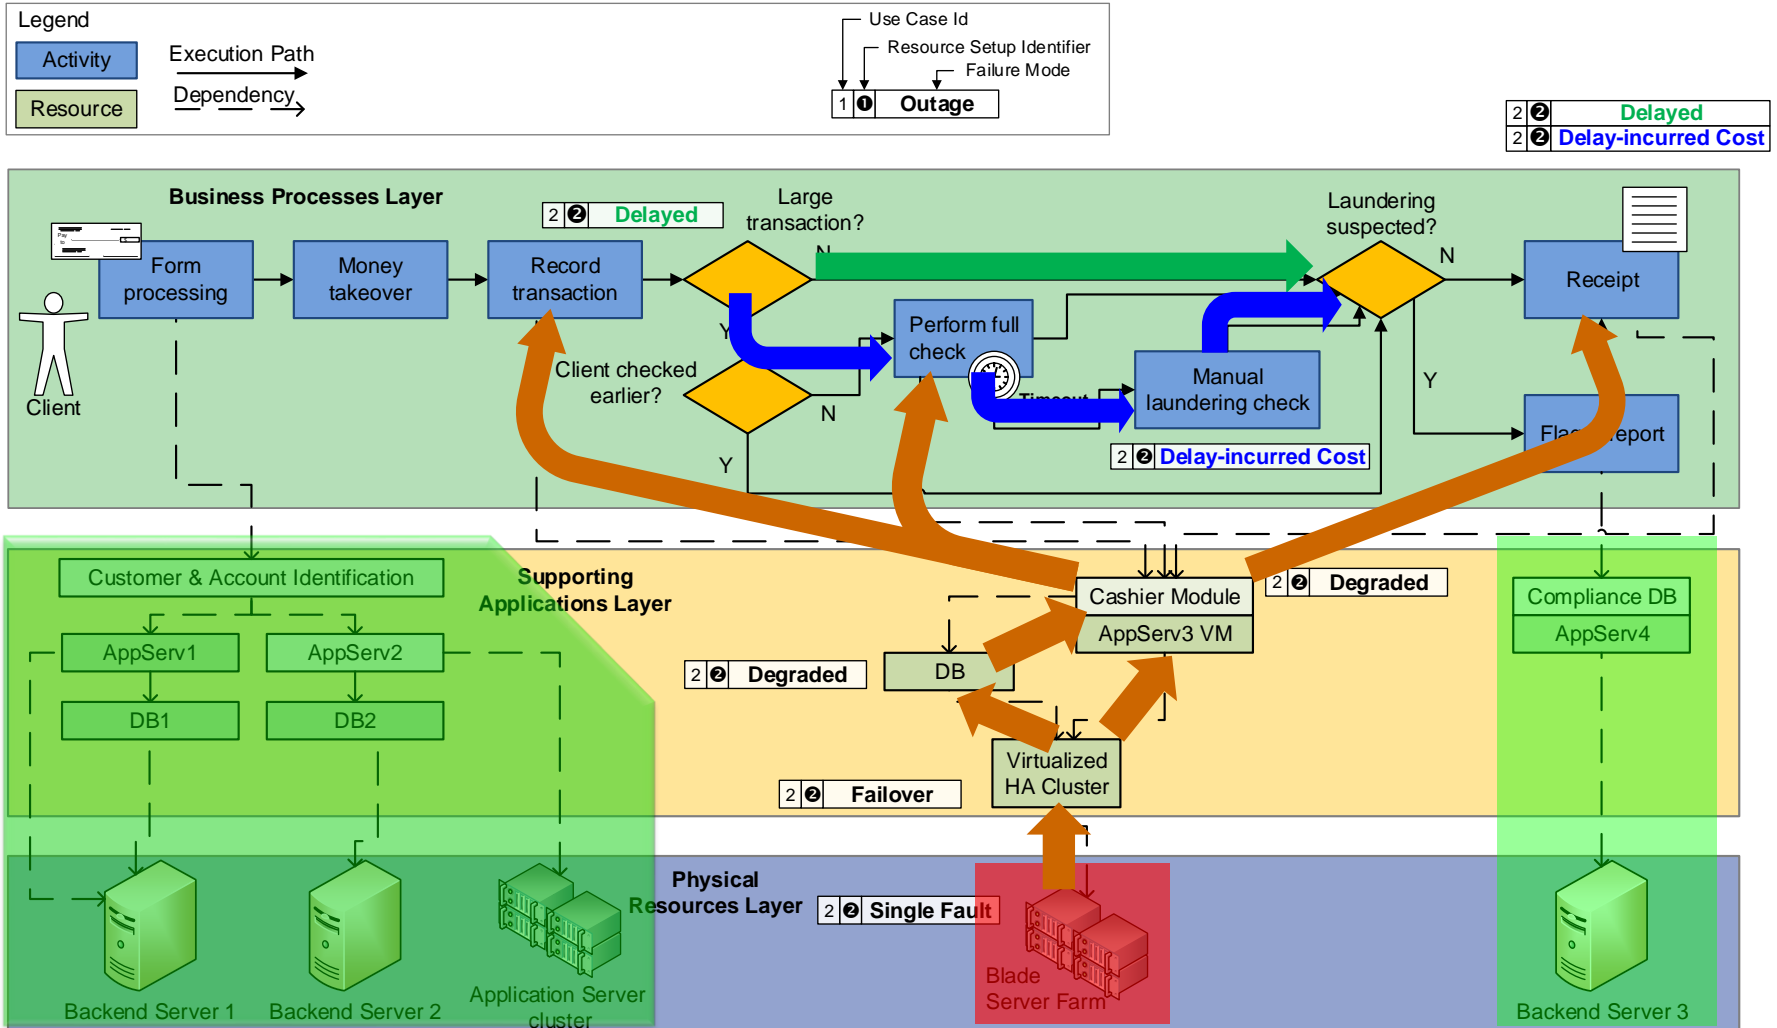 Legend
Activity
Execution Path
Resource
Dependency
Use Case Id
Resource Setup Identifier
Failure Mode
1 ❶ Outage
2 ❷ Delayed
2 ❷ Delay-incurred Cost
Business Processes Layer
Pay
to
$
Client
Form
processing
Money
takeover
2 ❷ Delayed
Record
transaction
Large
transaction?
N
Y
Client checked
earlier?
N
Y
Perform full
check
Timeout
Manual
laundering check
2 ❷ Delay-incurred Cost
Laundering
suspected?
N
Y
Receipt
report
Supporting
Applications Layer
Customer & Account Identification
AppServ1
AppServ2
DB1
DB2
2 ❷ Degraded
DB
Cashier Module
AppServ3 VM
2 ❷ Degraded
Compliance DB
AppServ4
2 ❷ Failover
Virtualized
HA Cluster
Physical
Resources Layer
2 ❷ Single Fault
Backend Server 1
Backend Server 2
Application Server
cluster
Blade
Server Farm
Backend Server 3